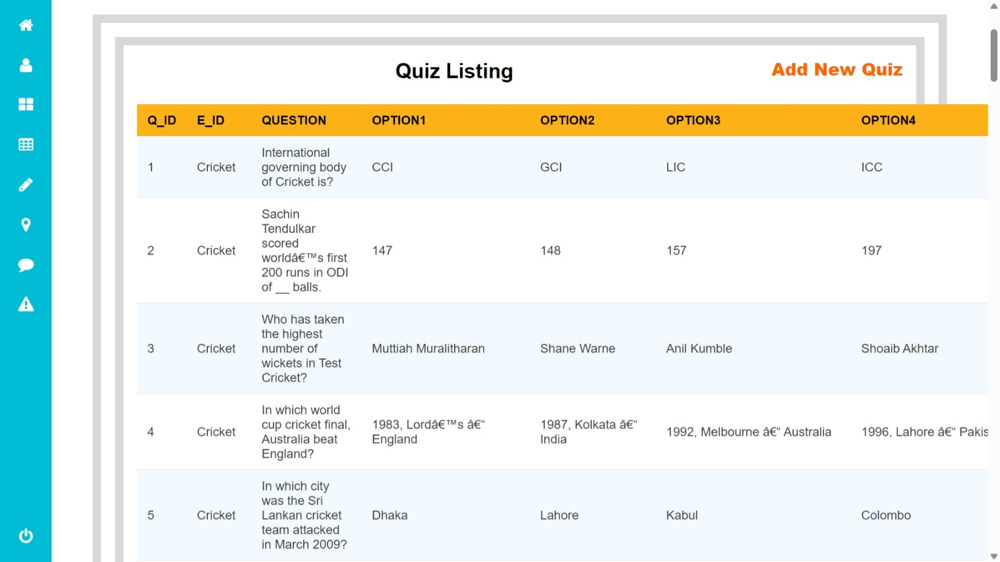 Quiz Listing
Add New Quiz
Q_ID E_ID QUESTION OPTION1 OPTION2 OPTION3 OPTION4
International
governing body
of Cricket is?
1 Cricket CCI GCI LIC ICC
Sachin
Tendulkar
scored
worldâ€™s first
200 runs in ODI
of __ balls.
2 Cricket 147 148 157 197
Who has taken
the highest
number of
wickets in Test
Cricket?
3 Cricket Muttiah Muralitharan Shane Warne Anil Kumble Shoaib Akhtar
In which world
cup cricket final,
Australia beat
England?
4 Cricket
1983, Lordâ€™s â€“
England
1987, Kolkata â€“
India
1992, Melbourne â€“ Australia
1996, Lahore â€“ Pakis
In which city
was the Sri
Lankan cricket
team attacked
in March 2009?
5 Cricket Dhaka Lahore Kabul Colombo